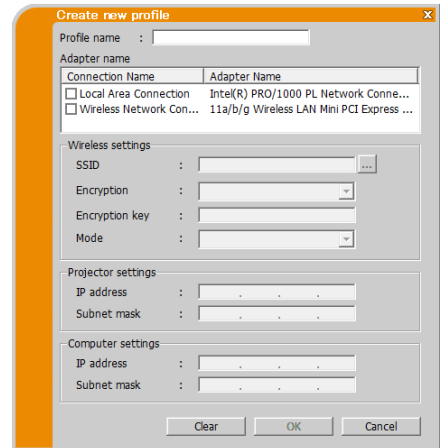 Create new profile
x
Profile name :
Adapter name
Connection Name Adapter Name
Local Area Connection Intel(R) PRO/1000 PL Network Conne...
Wireless Network Con... 11a/b/g Wireless LAN Mini PCI Express ...
Wireless settings
SSID : ...
Encryption :
Encryption key :
Mode :
Projector settings
IP address : . . .
Subnet mask : . . .
Computer settings
IP address : . . .
Subnet mask : . . .
Clear OK Cancel